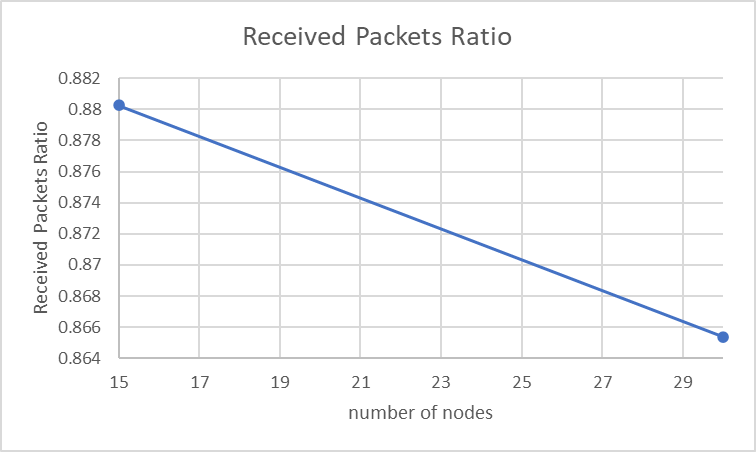 Received Packets Ratio
0.882
0.88
0.878
0.876
0.874
0.872
0.87
0.868
0.866
0.864
Received Packets Ratio
15 17 19 21 23 25 27 29
number of nodes